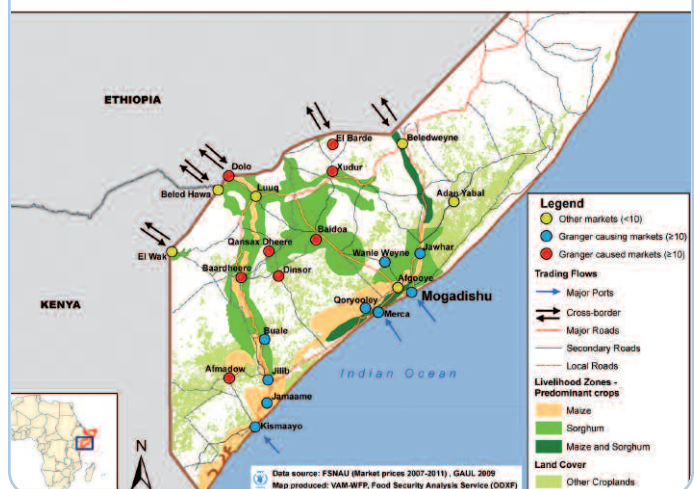 ETHIOPIA
El Barde
Beledweyne
Dolo
Xudur
Beled Hawa
Luuq
Adan Yabal
Baidoa
Qansax Dheere
El Wak
Wanle Weyne
Jawhar
Baardheere
Dinsor
Afgooye
Mogadishu
KENYA
Qoryooley
Merca
Buale
Afmadow
Jilib
Indian Ocean
Jamaame
Kismaayo
N
Legend
Other markets (<10)
Granger causing markets (≥10)
Granger caused markets (≥10)
Trading Flows
Major Ports
Cross-border
Major Roads
Secondary Roads
Local Roads
Livelihood Zones -
Predominant crops
Maize
Sorghum
Maize and Sorghum
Land Cover
Other Croplands
WFP
Data source: FSNAU (Market prices 2007-2011) , GAUL 2009
Map produced: VAM-WFP, Food Security Analysis Service (ODXF)